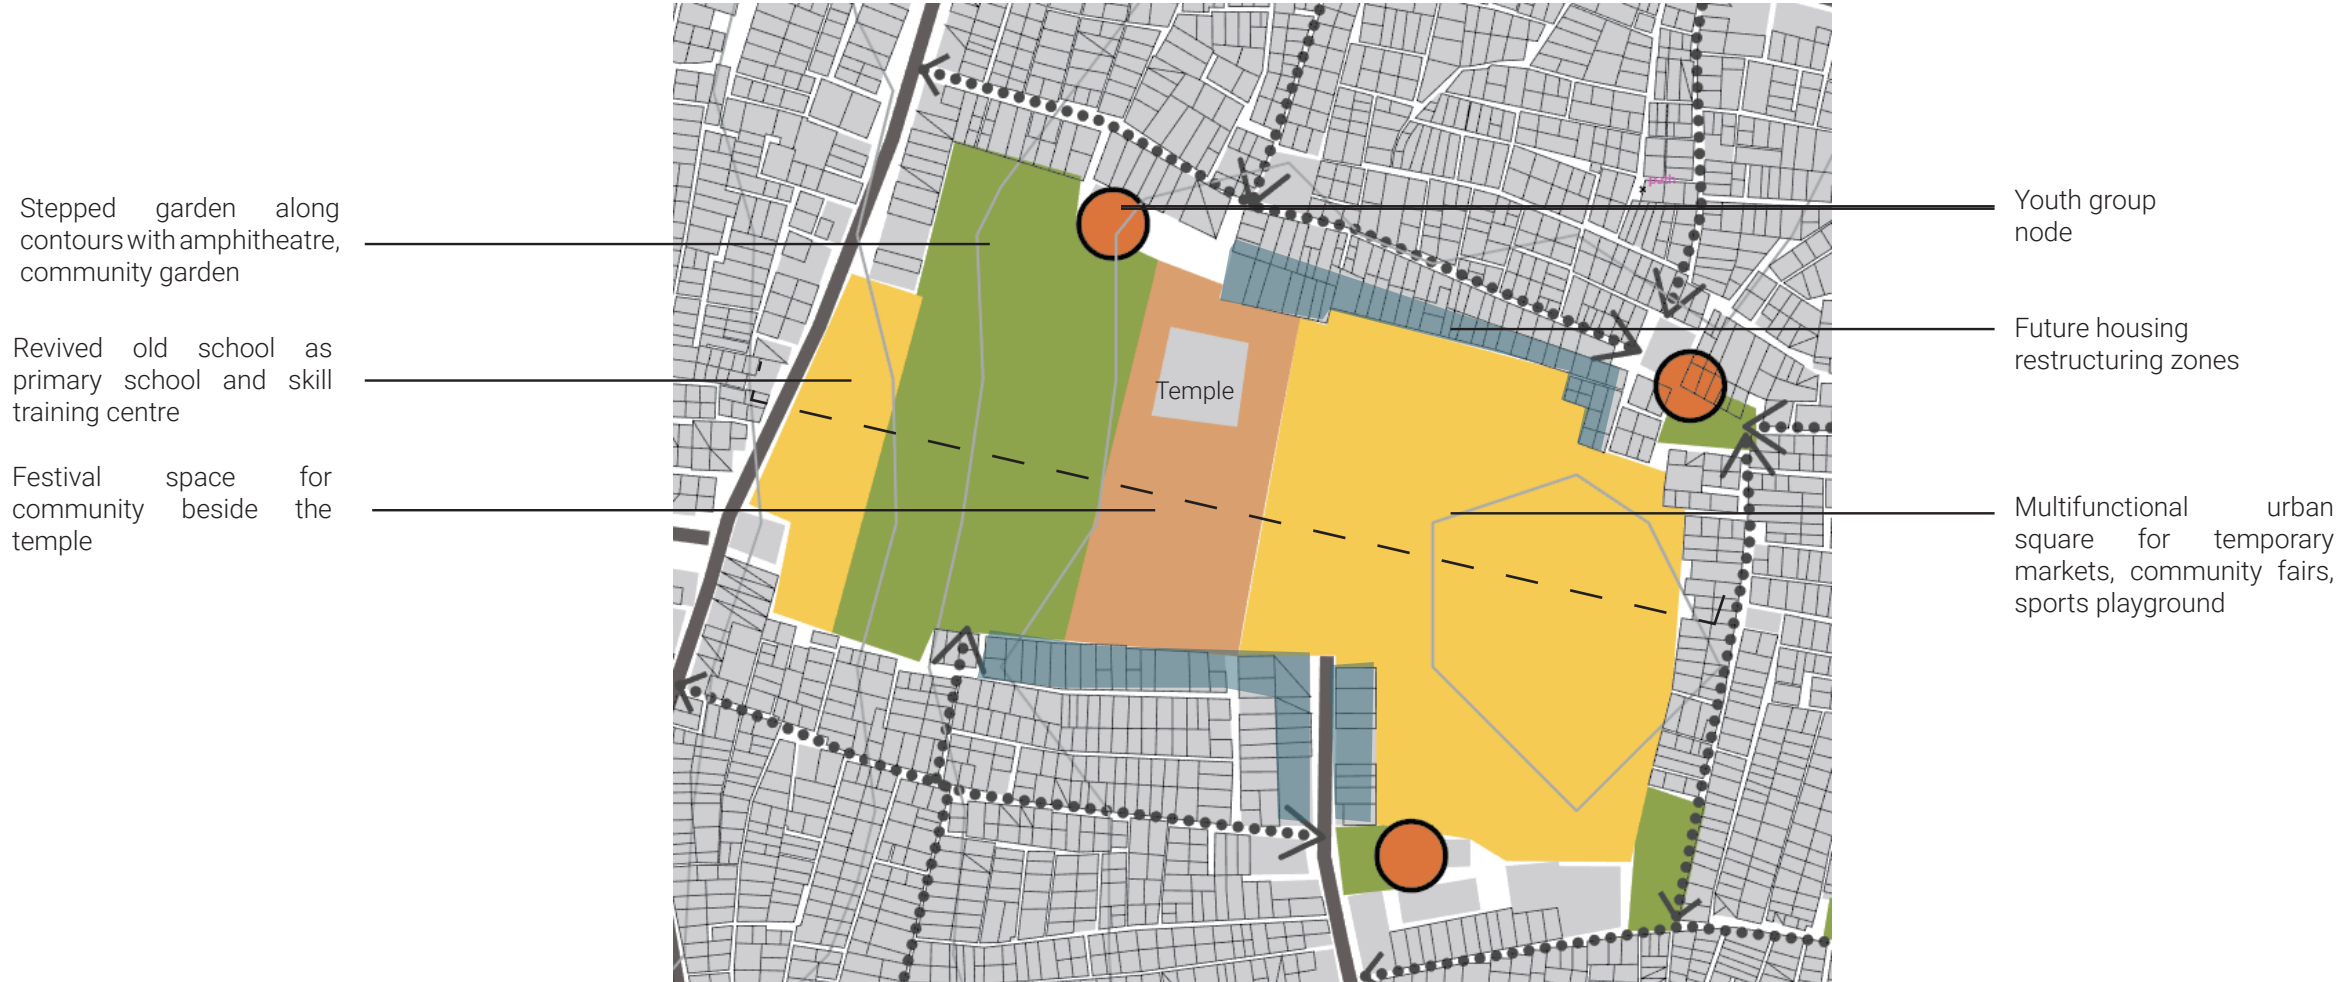 Stepped garden along
contours with amphitheatre,
community garden
Revived old school as
primary school and skill
training centre
Festival space for
community beside the
temple
Temple
path
Youth group
node
Future housing
restructuring zones
Multifunctional urban
square for temporary
markets, community fairs,
sports playground